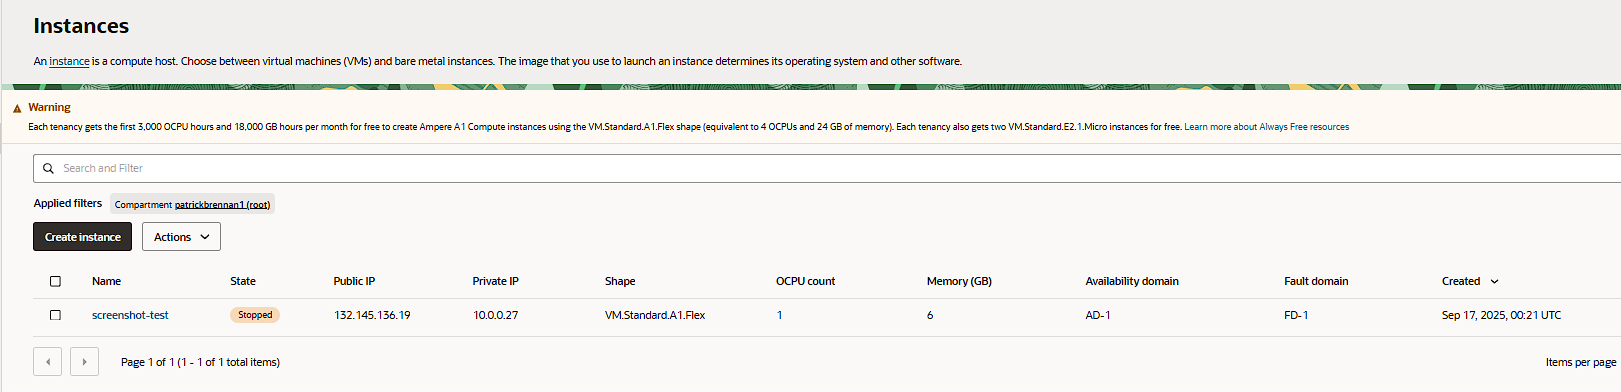 Instances
An instance is a compute host. Choose between virtual machines (VMs) and bare metal instances. The image that you use to launch an instance determines its operating system and other software.
Warning
Each tenancy gets the first 3,000 OCPU hours and 18,000 GB hours per month for free to create Ampere A1 Compute instances using the VM.Standard.A1.Flex shape (equivalent to 4 OCPUs and 24 GB of memory). Each tenancy also gets two VM.Standard.E2.1.Micro instances for free. Learn more about Always Free resources
Search and Filter
Applied filters Compartment patrickbrennan1 (root)
Create instance Actions
Name State Public IP Private IP Shape OCPU count Memory (GB) Availability domain Fault domain Created
screenshot-test Stopped 132.145.136.19 10.0.0.27 VM.Standard.A1.Flex 1 6 AD-1 FD-1 Sep 17, 2025, 00:21 UTC
Page 1 of 1 (1 - 1 of 1 total items) Items per page